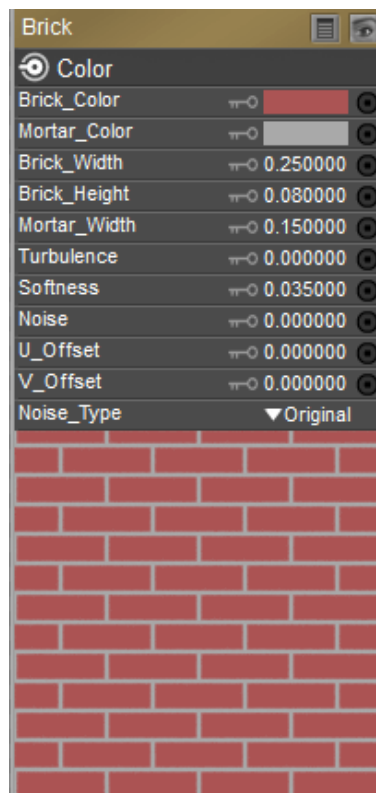 Brick
Color
Brick_Color
Mortar_Color
Brick_Width 0.250000
Brick_Height 0.080000
Mortar_Width 0.150000
Turbulence 0.000000
Softness 0.035000
Noise 0.000000
U_Offset 0.000000
V_Offset 0.000000
Noise_Type Original